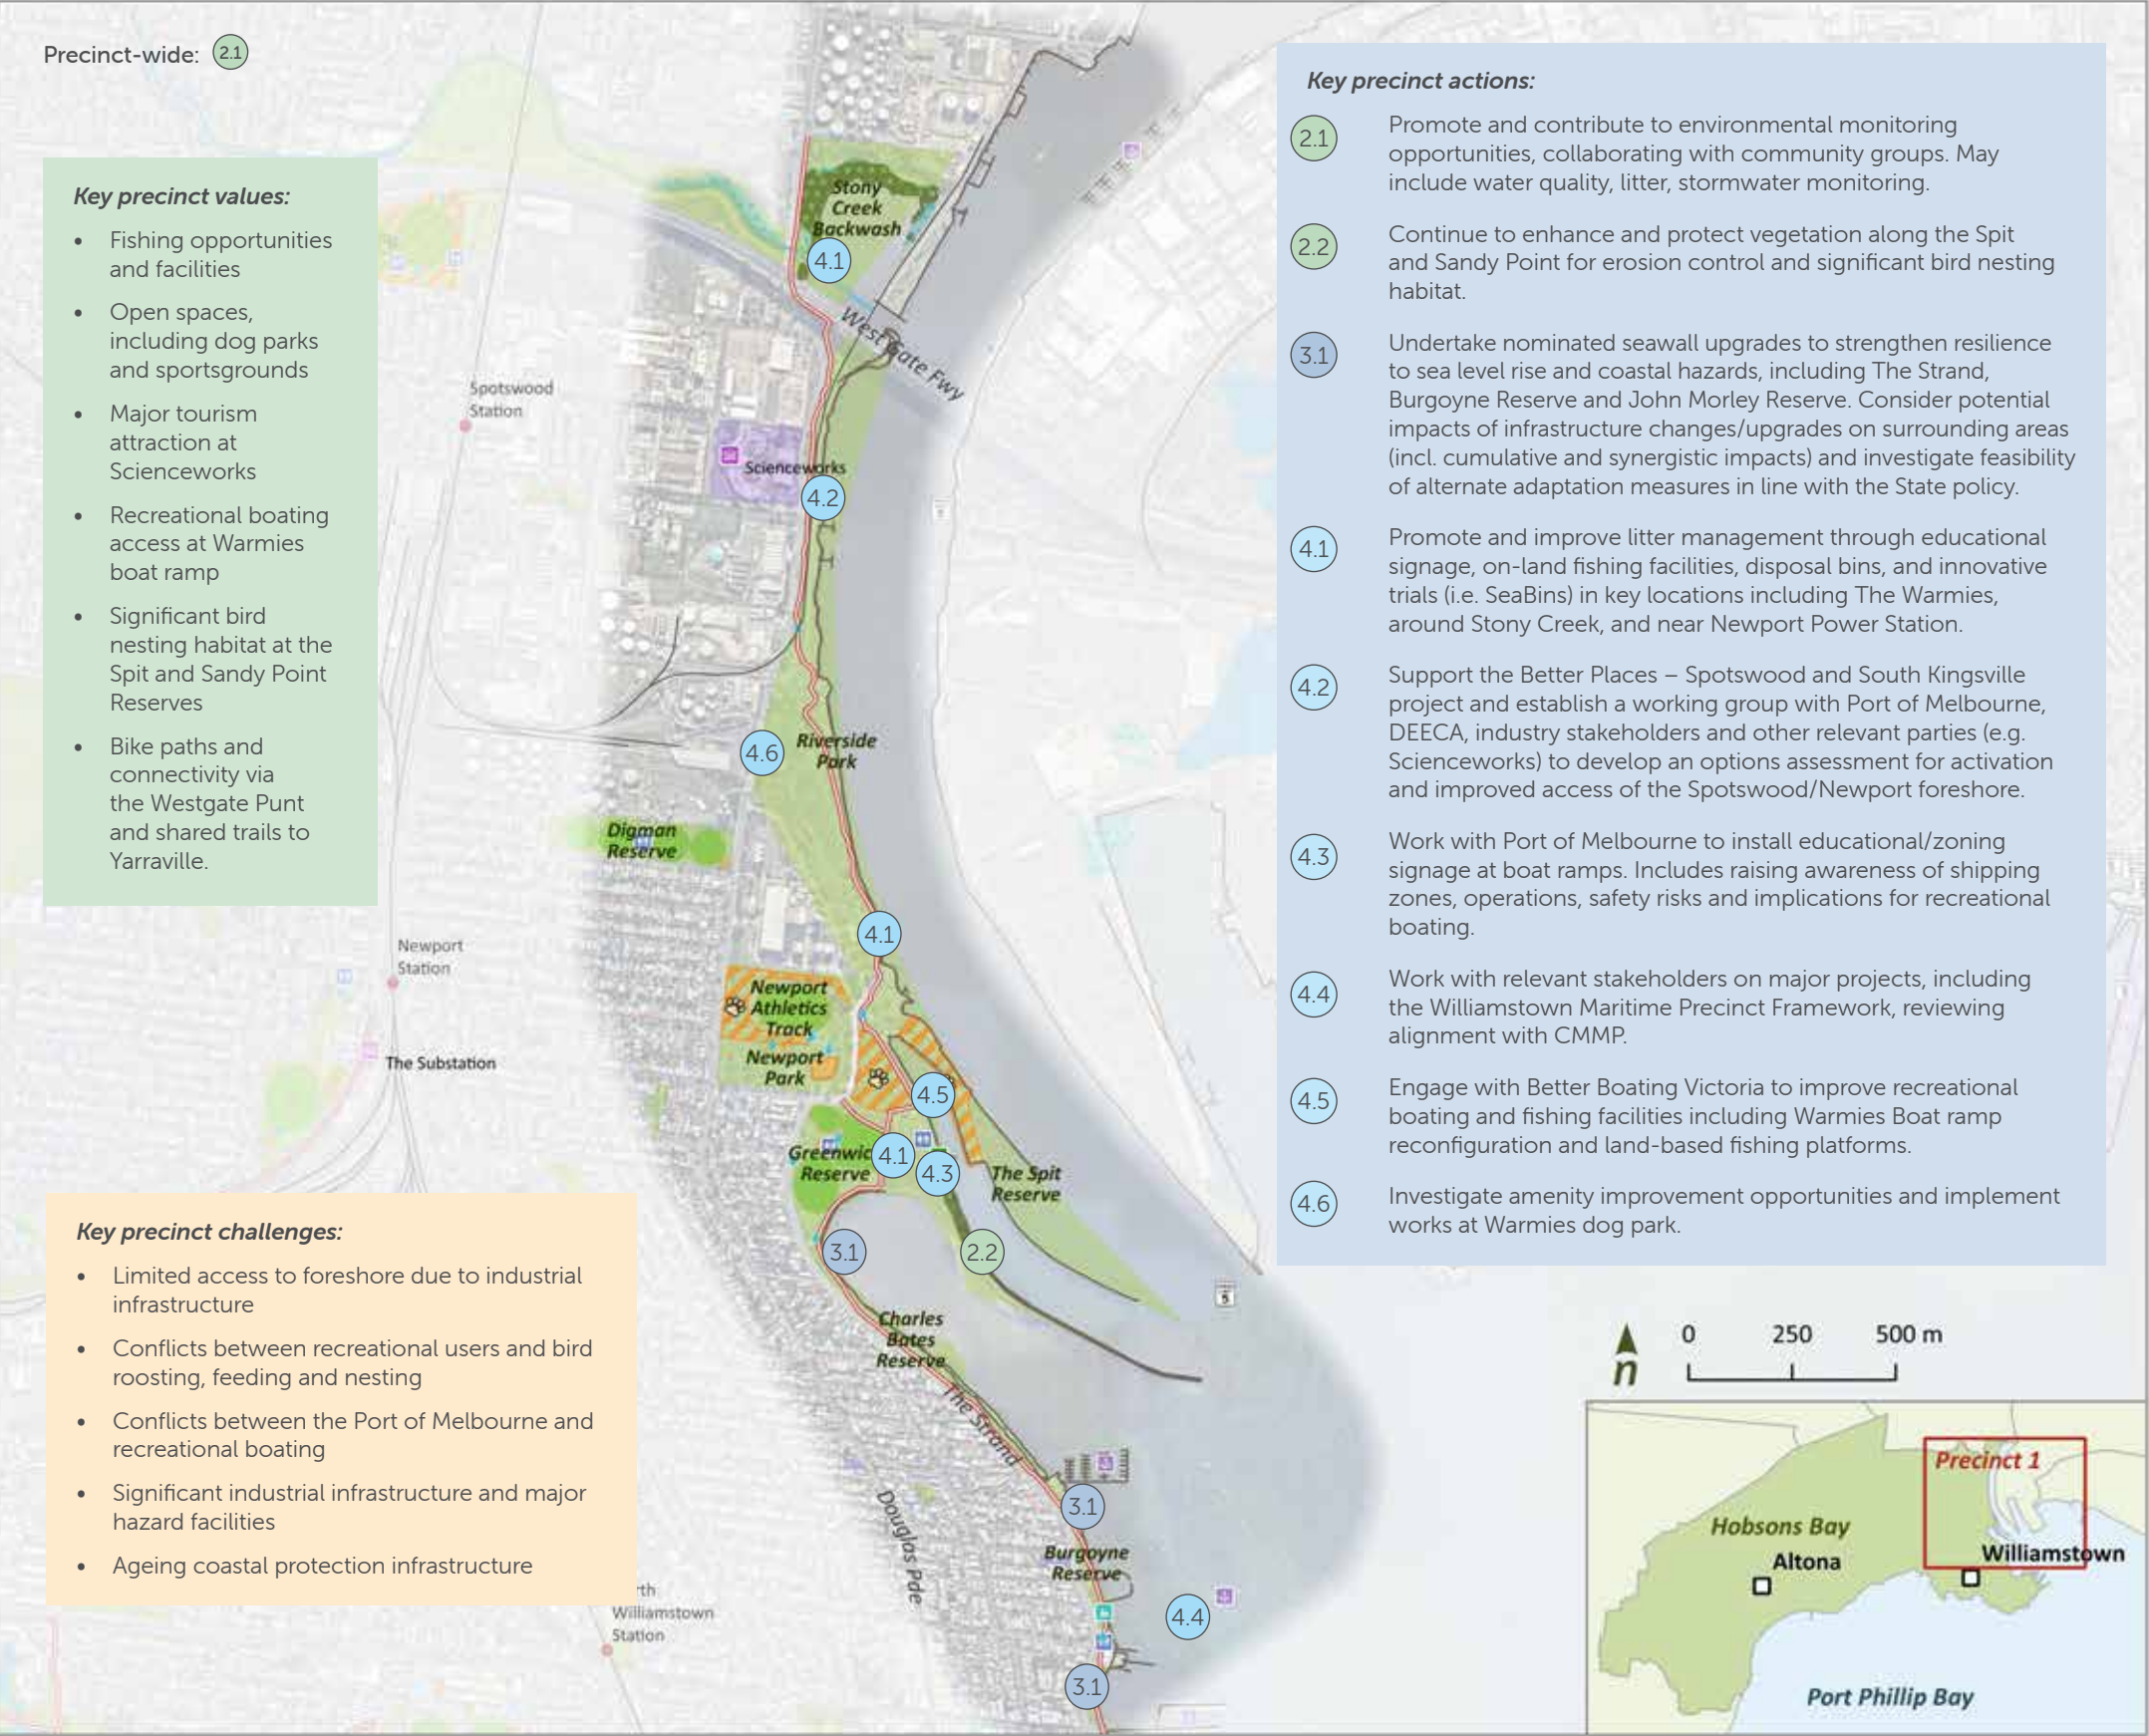 Precinct-wide: 2.1
Key precinct values:
• Fishing opportunities
and facilities
• Open spaces,
including dog parks
and sportsgrounds
• Major tourism
attraction at
Scienceworks
• Recreational boating
access at Warmies
boat ramp
• Significant bird
nesting habitat at the
Spit and Sandy Point
Reserves
• Bike paths and
connectivity via
the Westgate Punt
and shared trails to
Yarraville.
Key precinct challenges:
• Limited access to foreshore due to industrial
infrastructure
• Conflicts between recreational users and bird
roosting, feeding and nesting
• Conflicts between the Port of Melbourne and
recreational boating
• Significant industrial infrastructure and major
hazard facilities
• Ageing coastal protection infrastructure
Stony
Creek
Backwash
4.1
West Gate Fwy
Spotswood
Station
Scienceworks
4.2
4.6
Riverside
Park
Digman
Reserve
4.1
Newport
Station
Newport
Athletics
Track
Newport
Park
The Substation
4.5
Greenwic
Reserve
4.1
4.3
The Spit
Reserve
3.1
2.2
5
Charles
Bates
Reserve
The Strand
Douglas Pde
3.1
Burgoyne
Reserve
4.4
rth
Williamstown
Station
3.1
Key precinct actions:
2.1 Promote and contribute to environmental monitoring
opportunities, collaborating with community groups. May
include water quality, litter, stormwater monitoring.
2.2 Continue to enhance and protect vegetation along the Spit
and Sandy Point for erosion control and significant bird nesting
habitat.
3.1 Undertake nominated seawall upgrades to strengthen resilience
to sea level rise and coastal hazards, including The Strand,
Burgoyne Reserve and John Morley Reserve. Consider potential
impacts of infrastructure changes/upgrades on surrounding areas
(incl. cumulative and synergistic impacts) and investigate feasibility
of alternate adaptation measures in line with the State policy.
4.1 Promote and improve litter management through educational
signage, on-land fishing facilities, disposal bins, and innovative
trials (i.e. SeaBins) in key locations including The Warmies,
around Stony Creek, and near Newport Power Station.
4.2 Support the Better Places – Spotswood and South Kingsville
project and establish a working group with Port of Melbourne,
DEECA, industry stakeholders and other relevant parties (e.g.
Scienceworks) to develop an options assessment for activation
and improved access of the Spotswood/Newport foreshore.
4.3 Work with Port of Melbourne to install educational/zoning
signage at boat ramps. Includes raising awareness of shipping
zones, operations, safety risks and implications for recreational
boating.
4.4 Work with relevant stakeholders on major projects, including
the Williamstown Maritime Precinct Framework, reviewing
alignment with CMMP.
4.5 Engage with Better Boating Victoria to improve recreational
boating and fishing facilities including Warmies Boat ramp
reconfiguration and land-based fishing platforms.
4.6 Investigate amenity improvement opportunities and implement
works at Warmies dog park.
n
0 250 500 m
Precinct 1
Hobsons Bay
Altona
Williamstown
Port Phillip Bay